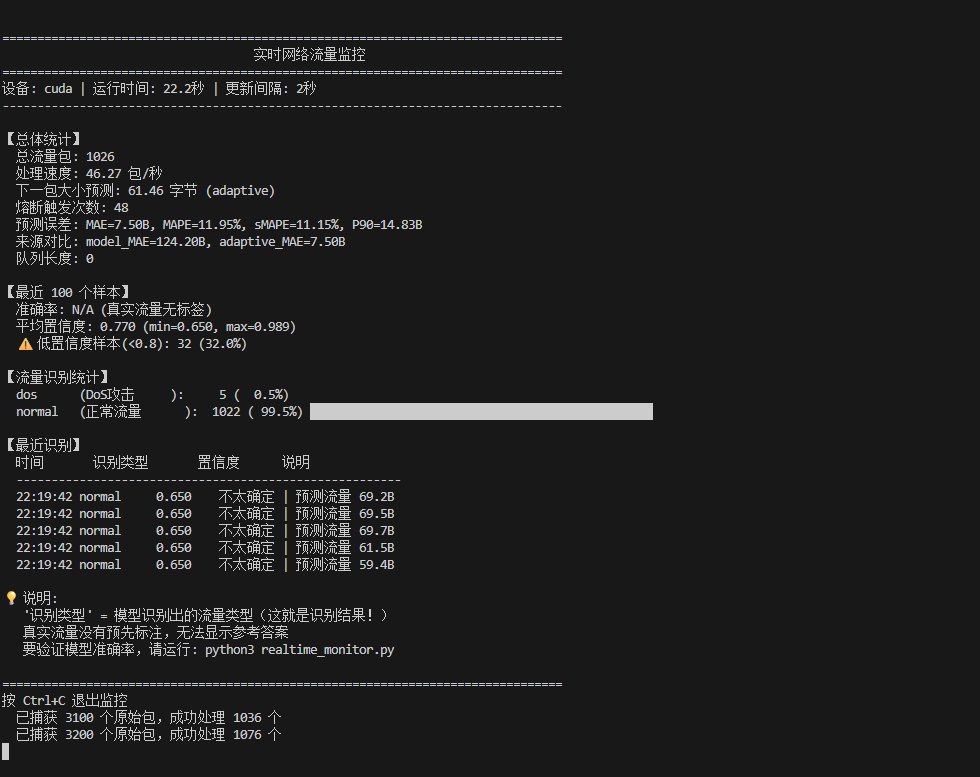 ================================================================================
实时网络流量监控
================================================================================
设备: cuda | 运行时间: 22.2秒 | 更新间隔: 2秒
--------------------------------------------------------------------------------
【总体统计】
总流量包: 1026
处理速度: 46.27 包/秒
下一包大小预测: 61.46 字节 (adaptive)
熔断触发次数: 48
预测误差: MAE=7.50B, MAPE=11.95%, sMAPE=11.15%, P90=14.83B
来源对比: model_MAE=124.20B, adaptive_MAE=7.50B
队列长度: 0
【最近 100 个样本】
准确率: N/A (真实流量无标签)
平均置信度: 0.770 (min=0.650, max=0.989)
⚠️ 低置信度样本(<0.8): 32 (32.0%)
【流量识别统计】
dos      (DoS攻击     ):     5 (  0.5%)
normal   (正常流量      ):  1022 ( 99.5%)
【最近识别】
时间       识别类型       置信度      说明
-------------------------------------------------------
22:19:42 normal     0.650    不太确定 | 预测流量 69.2B
22:19:42 normal     0.650    不太确定 | 预测流量 69.5B
22:19:42 normal     0.650    不太确定 | 预测流量 69.7B
22:19:42 normal     0.650    不太确定 | 预测流量 61.5B
22:19:42 normal     0.650    不太确定 | 预测流量 59.4B
💡 说明:
'识别类型' = 模型识别出的流量类型（这就是识别结果！）
真实流量没有预先标注，无法显示参考答案
要验证模型准确率，请运行: python3 realtime_monitor.py
================================================================================
按 Ctrl+C 退出监控
已捕获 3100 个原始包，成功处理 1036 个
已捕获 3200 个原始包，成功处理 1076 个